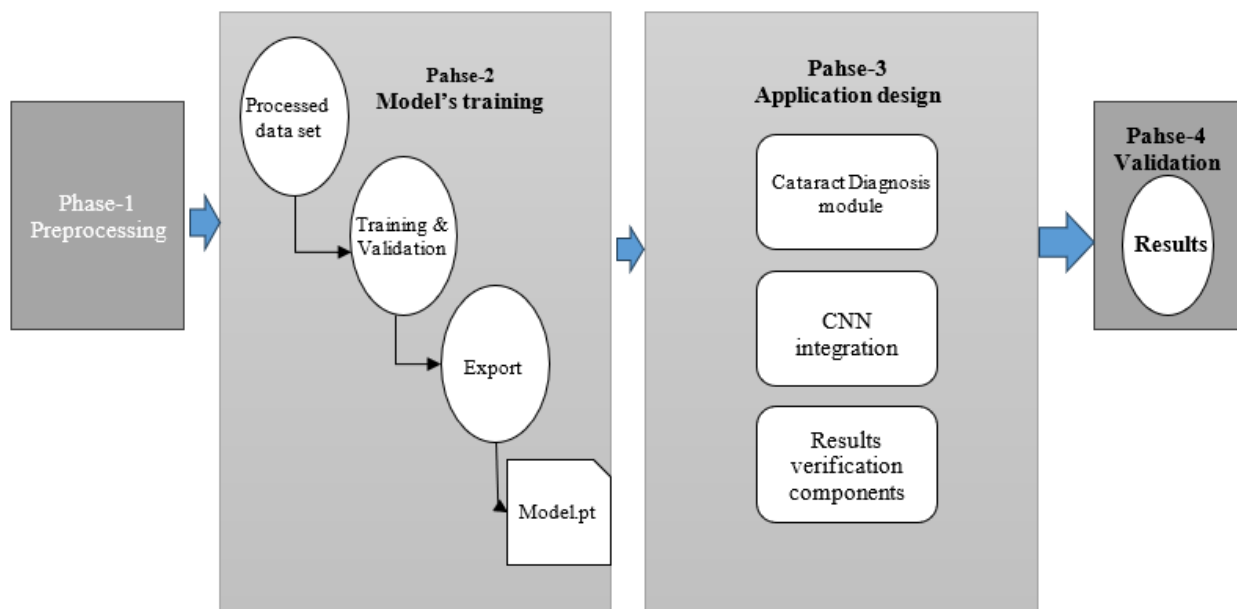 Phase-1
Preprocessing
Pahse-2
Model's training
Processed
data set
Training &
Validation
Export
Model.pt
Pahse-3
Application design
Cataract Diagnosis
module
CNN
integration
Results
verification
components
Pahse-4
Validation
Results